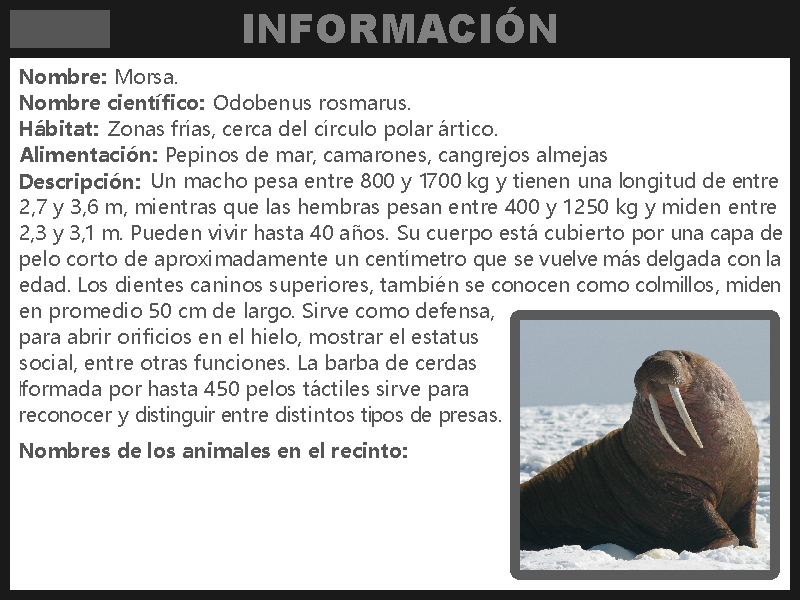 INFORMACIÓN
Nombre: Morsa.
Nombre científico: Odobenus rosmarus.
Hábitat: Zonas frías, cerca del círculo polar ártico.
Alimentación: Pepinos de mar, camarones, cangrejos almejas
Descripción: Un macho pesa entre 800 y 1700 kg y tienen una longitud de entre
2,7 y 3,6 m, mientras que las hembras pesan entre 400 y 1250 kg y miden entre
2,3 y 3,1 m. Pueden vivir hasta 40 años. Su cuerpo está cubierto por una capa de
pelo corto de aproximadamente un centímetro que se vuelve más delgada con la
edad. Los dientes caninos superiores, también se conocen como colmillos, miden
en promedio 50 cm de largo. Sirve como defensa,
para abrir orificios en el hielo, mostrar el estatus
social, entre otras funciones. La barba de cerdas
formada por hasta 450 pelos táctiles sirve para
reconocer y distinguir entre distintos tipos de presas.
Nombres de los animales en el recinto: